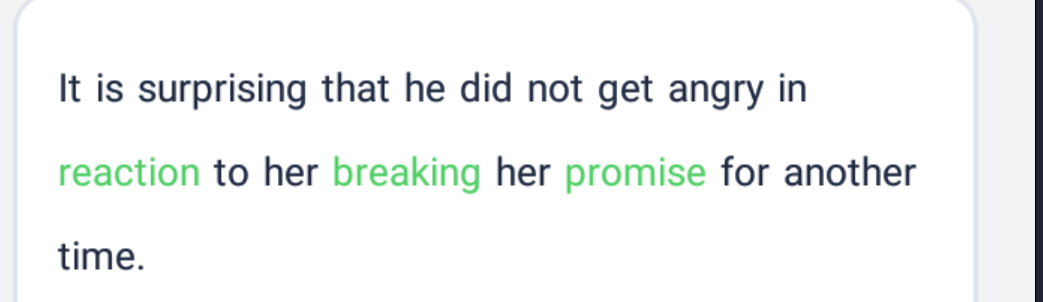 It is surprising that he did not get angry in
reaction to her breaking her promise for another
time.